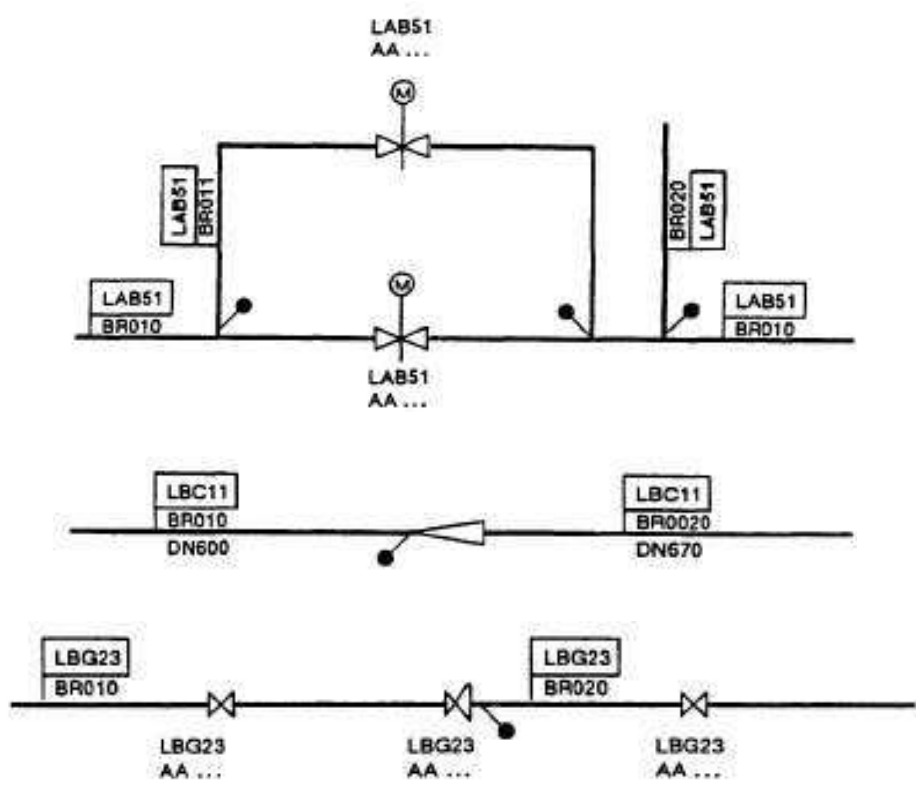 LAB51
AA ...
M
LAB51
BR011
BR020
LAB51
LAB51
BR010
M
LAB51
BR010
LAB51
AA ...
LBC11
BR010
DN600
LBC11
BR0020
DN670
LBG23
BR010
LBG23
BR020
LBG23
AA ...
LBG23
AA ...
LBG23
AA ...